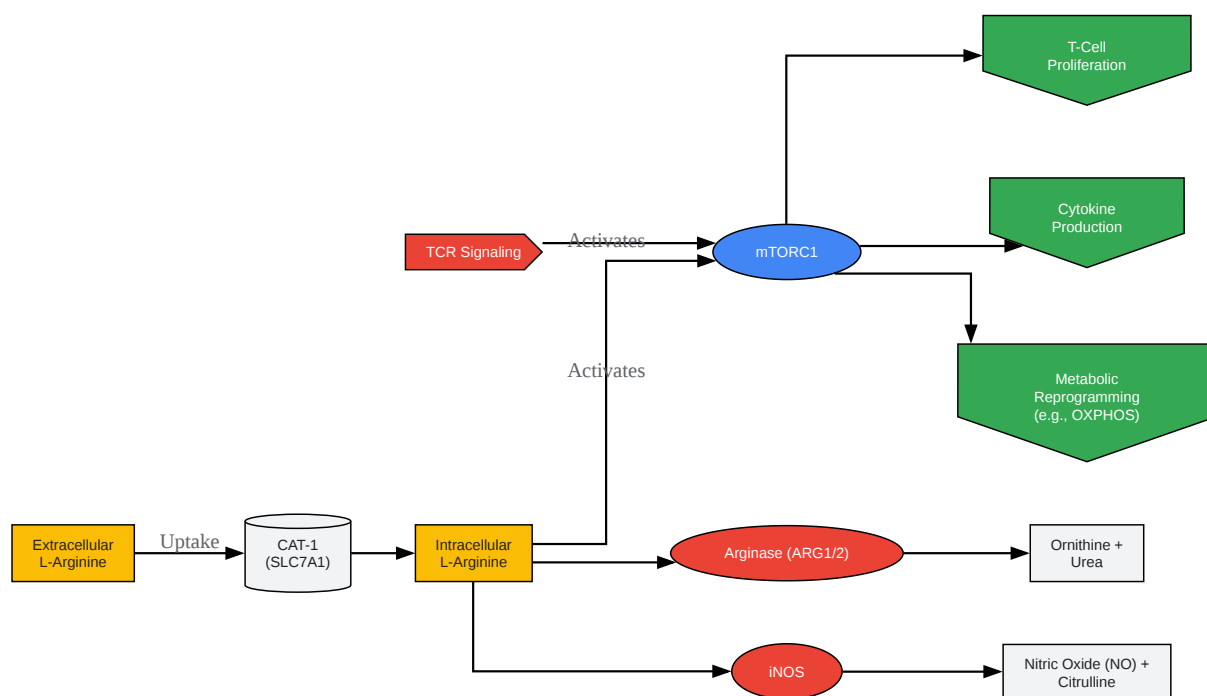 T-Cell
Proliferation
Cytokine
Production
TCR Signaling
Activates
mTORC1
Activates
Metabolic
Reprogramming
(e.g., OXPHOS)
Extracellular
L-Arginine
Uptake
CAT-1
(SLC7A1)
Intracellular
L-Arginine
Arginase (ARG1/2)
Ornithine +
Urea
iNOS
Nitric Oxide (NO) +
Citrulline